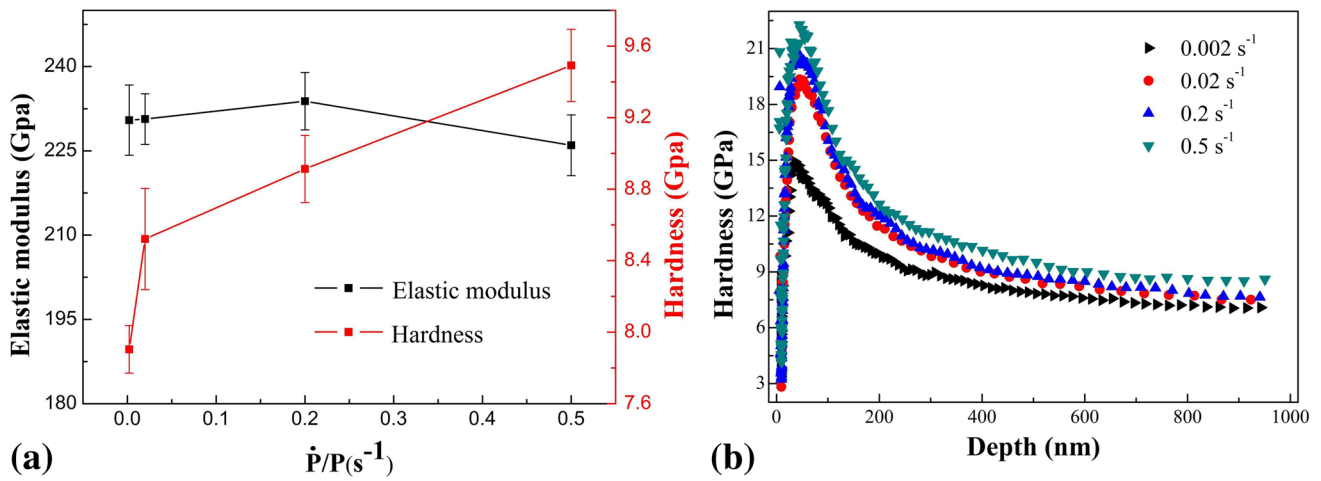 240
225
210
195
180
Elastic modulus (Gpa)
9.6
9.2
8.8
8.4
8.0
7.6
Hardness (Gpa)
Elastic modulus
Hardness
0.0 0.1 0.2 0.3 0.4 0.5
Ṗ/P(s⁻¹)
(a)
21
18
15
12
9
6
3
Hardness (GPa)
0.002 s⁻¹
0.02 s⁻¹
0.2 s⁻¹
0.5 s⁻¹
0 200 400 600 800 1000
Depth (nm)
(b)